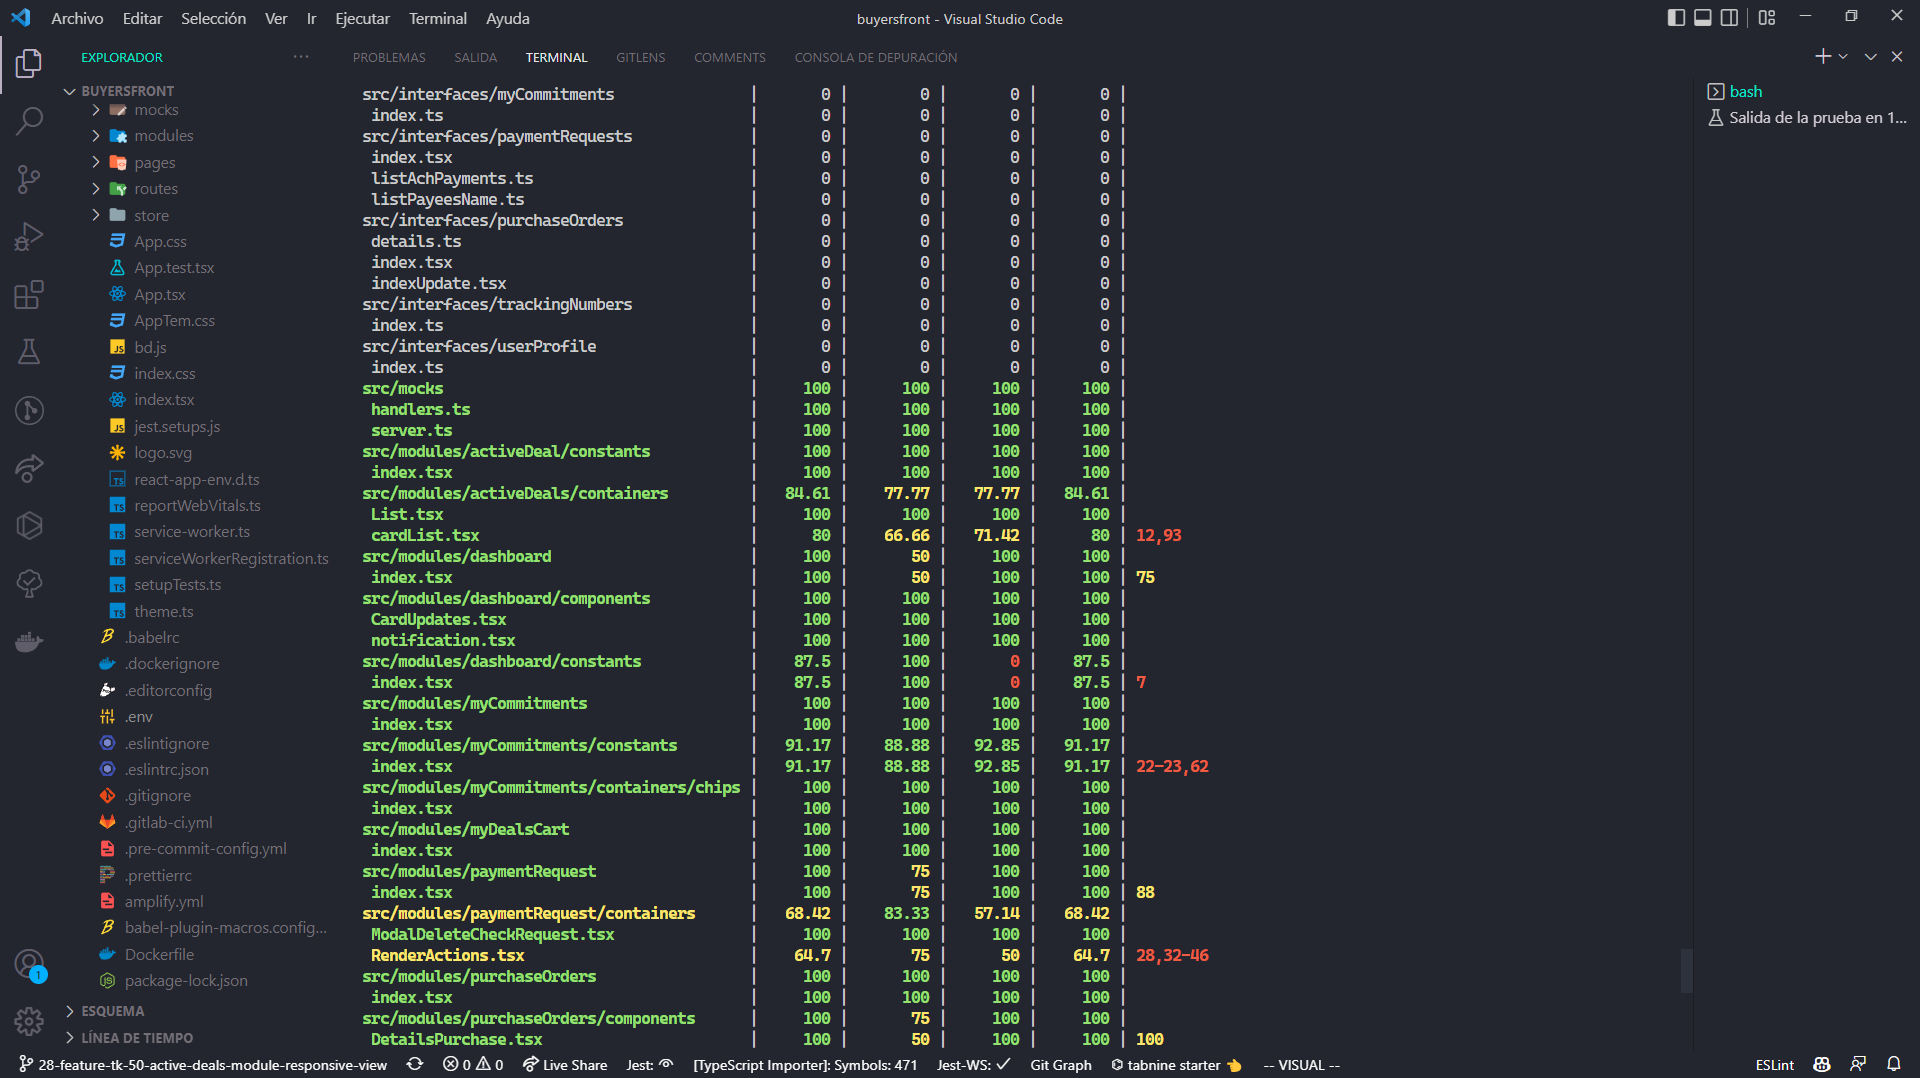 Archivo Editar Selección Ver Ir Ejecutar Terminal Ayuda
buyersfront - Visual Studio Code
EXPLORADOR ···
BUYERSFRONT
mocks
modules
pages
routes
store
App.css
App.test.tsx
App.tsx
AppTem.css
bd.js
index.css
index.tsx
jest.setups.js
logo.svg
react-app-env.d.ts
reportWebVitals.ts
service-worker.ts
serviceWorkerRegistration.ts
setupTests.ts
theme.ts
.babelrc
.dockerignore
.editorconfig
.env
.eslintignore
.eslintrc.json
.gitignore
.gitlab-ci.yml
.pre-commit-config.yml
.prettierrc
amplify.yml
babel-plugin-macros.config...
Dockerfile
package-lock.json
ESQUEMA
LÍNEA DE TIEMPO
1
PROBLEMAS SALIDA TERMINAL GITLENS COMMENTS CONSOLA DE DEPURACIÓN
src/interfaces/myCommitments | 0 | 0 | 0 | 0 |
index.ts | 0 | 0 | 0 | 0 |
src/interfaces/paymentRequests | 0 | 0 | 0 | 0 |
index.tsx | 0 | 0 | 0 | 0 |
listAchPayments.ts | 0 | 0 | 0 | 0 |
listPayeesName.ts | 0 | 0 | 0 | 0 |
src/interfaces/purchaseOrders | 0 | 0 | 0 | 0 |
details.ts | 0 | 0 | 0 | 0 |
index.tsx | 0 | 0 | 0 | 0 |
indexUpdate.tsx | 0 | 0 | 0 | 0 |
src/interfaces/trackingNumbers | 0 | 0 | 0 | 0 |
index.ts | 0 | 0 | 0 | 0 |
src/interfaces/userProfile | 0 | 0 | 0 | 0 |
index.ts | 0 | 0 | 0 | 0 |
src/mocks | 100 | 100 | 100 | 100 |
handlers.ts | 100 | 100 | 100 | 100 |
server.ts | 100 | 100 | 100 | 100 |
src/modules/activeDeal/constants | 100 | 100 | 100 | 100 |
index.tsx | 100 | 100 | 100 | 100 |
src/modules/activeDeals/containers | 84.61 | 77.77 | 77.77 | 84.61 |
List.tsx | 100 | 100 | 100 | 100 |
cardList.tsx | 80 | 66.66 | 71.42 | 80 | 12,93
src/modules/dashboard | 100 | 50 | 100 | 100 |
index.tsx | 100 | 50 | 100 | 100 | 75
src/modules/dashboard/components | 100 | 100 | 100 | 100 |
CardUpdates.tsx | 100 | 100 | 100 | 100 |
notification.tsx | 100 | 100 | 100 | 100 |
src/modules/dashboard/constants | 87.5 | 100 | 0 | 87.5 |
index.tsx | 87.5 | 100 | 0 | 87.5 | 7
src/modules/myCommitments | 100 | 100 | 100 | 100 |
index.tsx | 100 | 100 | 100 | 100 |
src/modules/myCommitments/constants | 91.17 | 88.88 | 92.85 | 91.17 |
index.tsx | 91.17 | 88.88 | 92.85 | 91.17 | 22-23,62
src/modules/myCommitments/containers/chips | 100 | 100 | 100 | 100 |
index.tsx | 100 | 100 | 100 | 100 |
src/modules/myDealsCart | 100 | 100 | 100 | 100 |
index.tsx | 100 | 100 | 100 | 100 |
src/modules/paymentRequest | 100 | 75 | 100 | 100 |
index.tsx | 100 | 75 | 100 | 100 | 88
src/modules/paymentRequest/containers | 68.42 | 83.33 | 57.14 | 68.42 |
ModalDeleteCheckRequest.tsx | 100 | 100 | 100 | 100 |
RenderActions.tsx | 64.7 | 75 | 50 | 64.7 | 28,32-46
src/modules/purchaseOrders | 100 | 100 | 100 | 100 |
index.tsx | 100 | 100 | 100 | 100 |
src/modules/purchaseOrders/components | 100 | 75 | 100 | 100 |
DetailsPurchase.tsx | 100 | 50 | 100 | 100 | 100
bash
Salida de la prueba en 1...
28-feature-tk-50-active-deals-module-responsive-view 0 0 Live Share Jest: [TypeScript Importer]: Symbols: 471 Jest-WS: Git Graph tabnine starter -- VISUAL -- ESLint